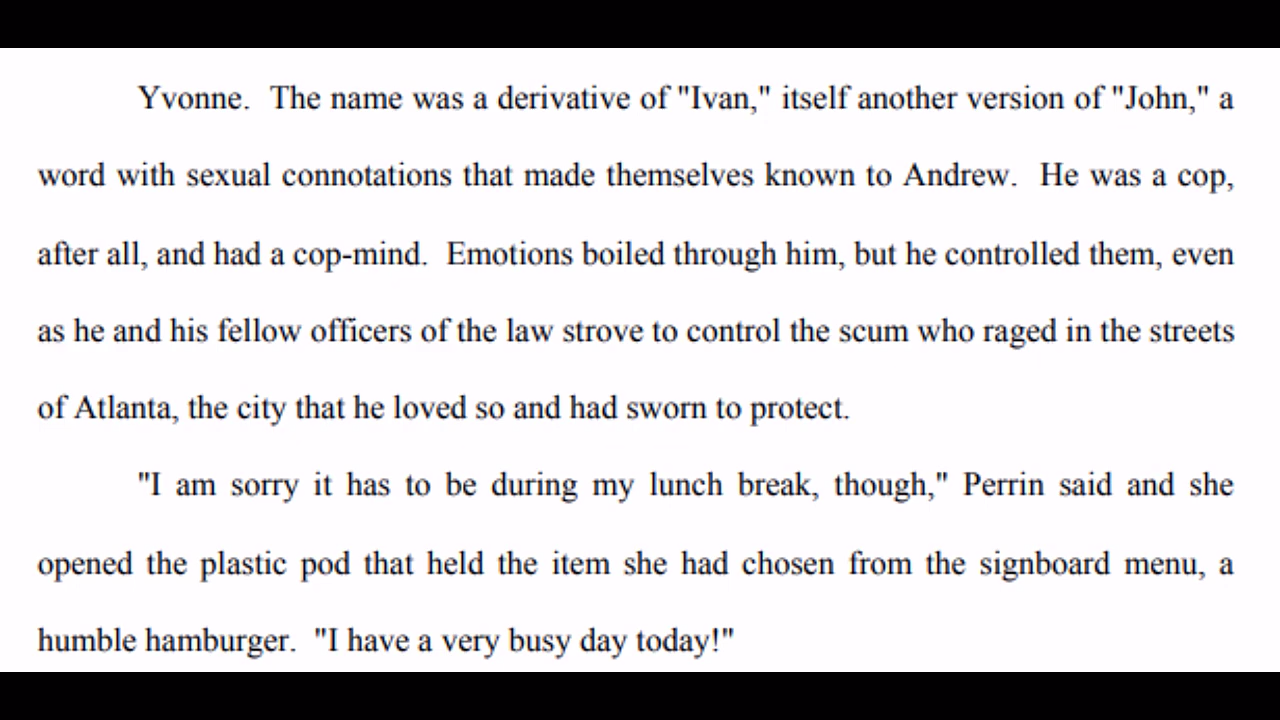 Yvonne.  The name was a derivative of "Ivan," itself another version of "John," a
word with sexual connotations that made themselves known to Andrew.  He was a cop,
after all, and had a cop-mind.  Emotions boiled through him, but he controlled them, even
as he and his fellow officers of the law strove to control the scum who raged in the streets
of Atlanta, the city that he loved so and had sworn to protect.
"I am sorry it has to be during my lunch break, though," Perrin said and she
opened the plastic pod that held the item she had chosen from the signboard menu, a
humble hamburger.  "I have a very busy day today!"